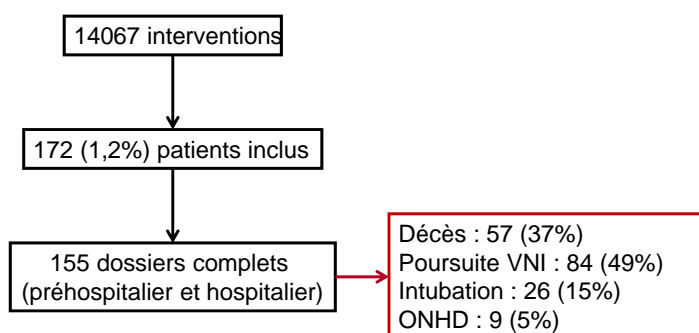 14067 interventions
172 (1,2%) patients inclus
155 dossiers complets
(préhospitalier et hospitalier)
Décès : 57 (37%)
Poursuite VNI : 84 (49%)
Intubation : 26 (15%)
ONHD : 9 (5%)